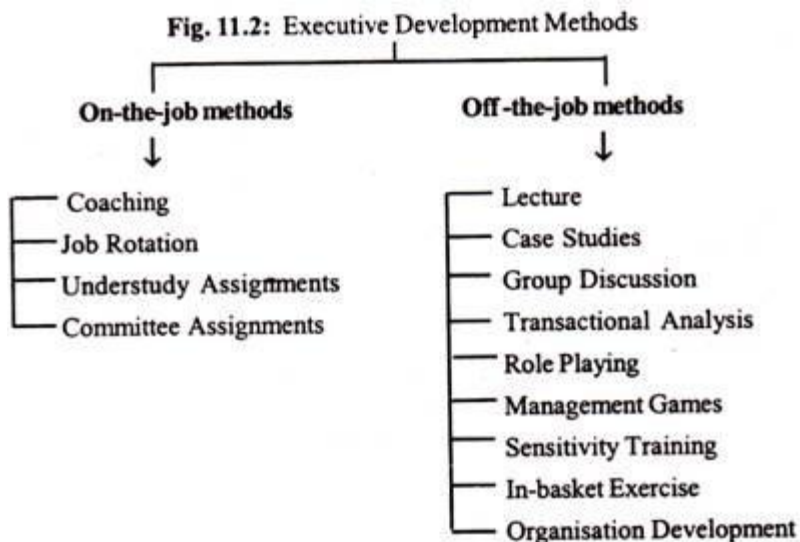 Fig. 11.2: Executive Development Methods
On-the-job methods
Coaching
Job Rotation
Understudy Assignments
Committee Assignments
Off-the-job methods
Lecture
Case Studies
Group Discussion
Transactional Analysis
Role Playing
Management Games
Sensitivity Training
In-basket Exercise
Organisation Development